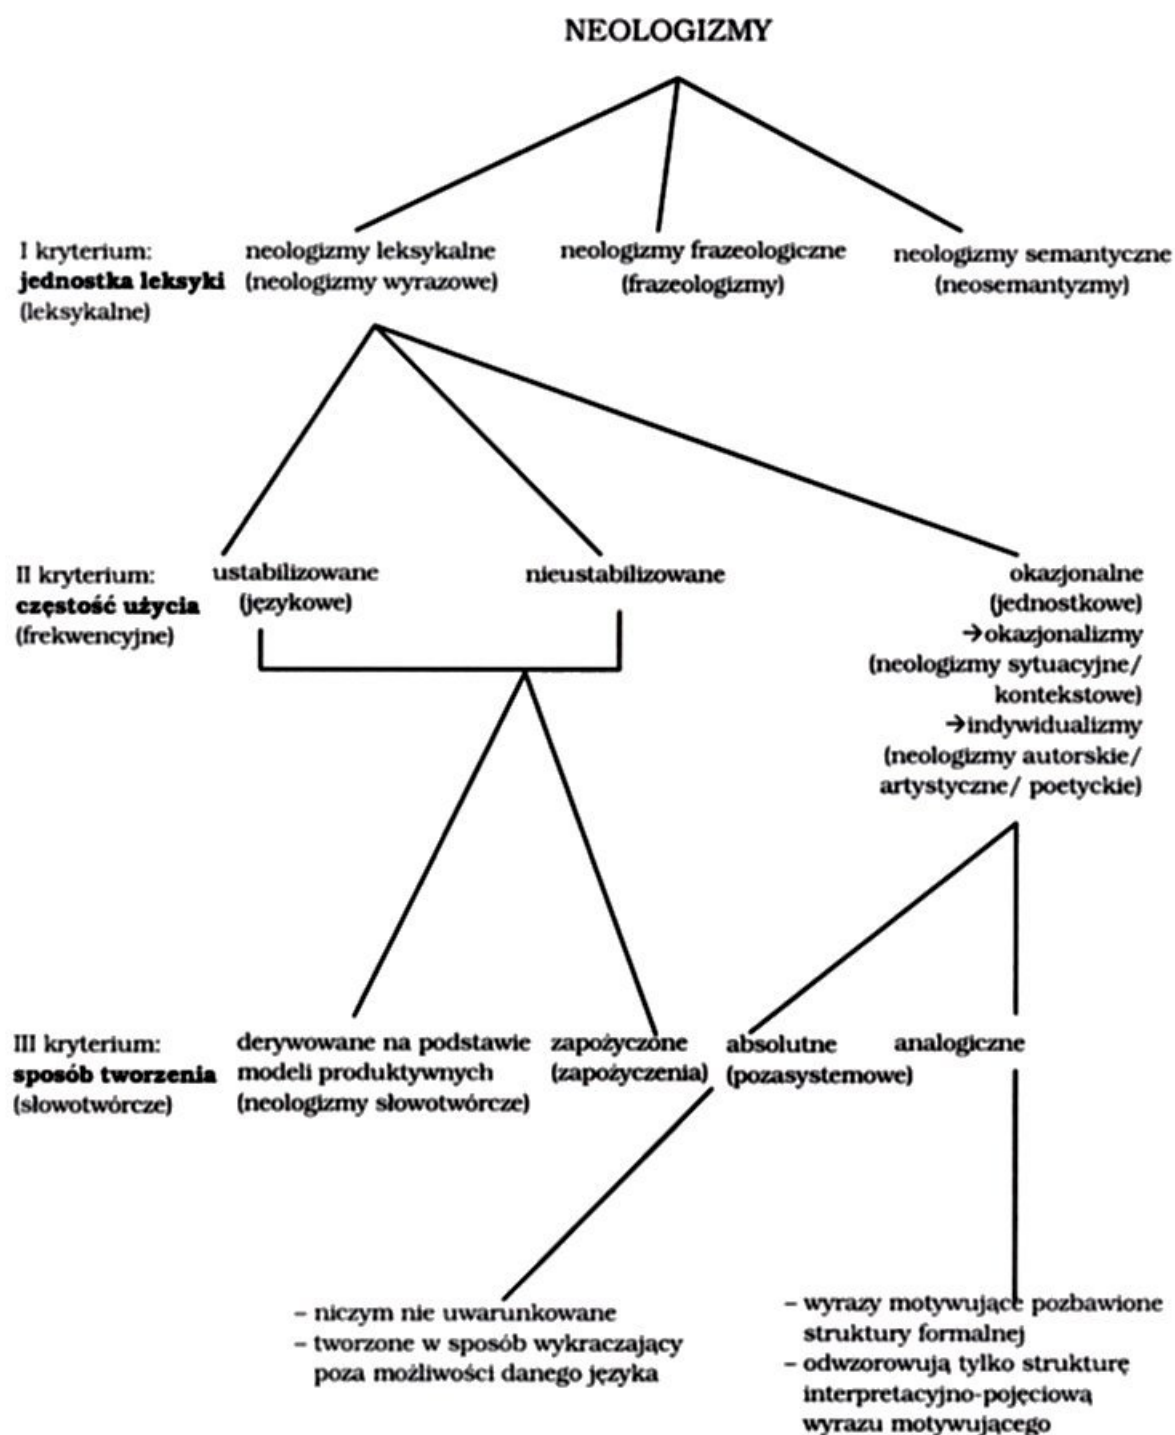 NEOLOGIZMY
I kryterium:
jednostka leksyki
(leksykalne)
neologizmy leksykalne
(neologizmy wyrazowe)
neologizmy frazeologiczne
(frazeologizmy)
neologizmy semantyczne
(neosemantyzmy)
II kryterium:
częstość użycia
(frekwencyjne)
ustabilizowane
(językowe)
nieustabilizowane
okazjonalne
(jednostkowe)
→okazjonalizmy
(neologizmy sytuacyjne/
kontekstowe)
→indywidualizmy
(neologizmy autorskie/
artystyczne/ poetyckie)
III kryterium:
sposób tworzenia
(słowotwórcze)
derywowane na podstawie
modeli produktywnych
(neologizmy słowotwórcze)
zapożyczone
(zapożyczenia)
absolutne
(pozasystemowe)
analogiczne
– niczym nie uwarunkowane
– tworzone w sposób wykraczający
poza możliwości danego języka
– wyrazy motywujące pozbawione
struktury formalnej
– odwzorowują tylko strukturę
interpretacyjno-pojęciową
wyrazu motywującego